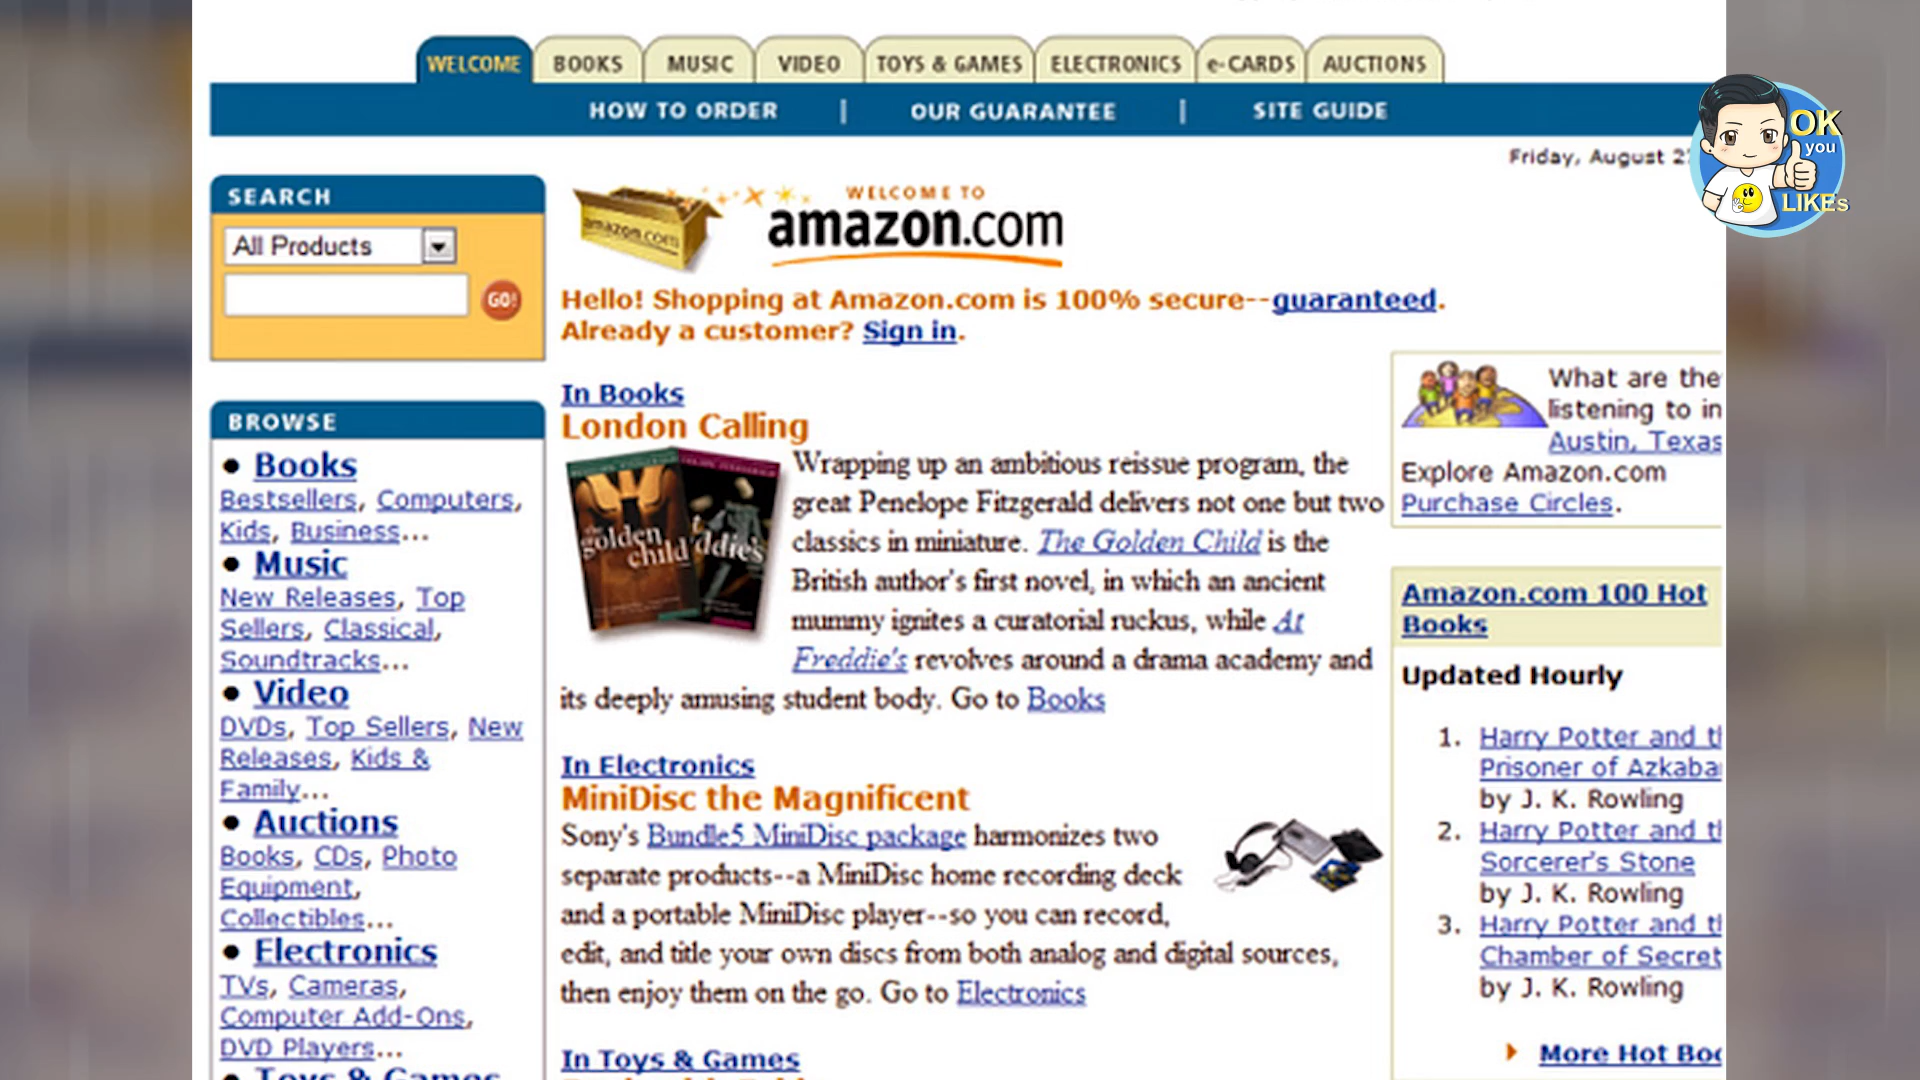 WELCOME BOOKS MUSIC VIDEO TOYS & GAMES ELECTRONICS e-CARDS AUCTIONS
HOW TO ORDER | OUR GUARANTEE | SITE GUIDE
Friday, August
OK
you
LIKEs
SEARCH
All Products
GO!
BROWSE
• Books
Bestsellers, Computers,
Kids, Business...
• Music
New Releases, Top
Sellers, Classical,
Soundtracks...
• Video
DVDs, Top Sellers, New
Releases, Kids &
Family...
• Auctions
Books, CDs, Photo
Equipment,
Collectibles...
• Electronics
TVs, Cameras,
Computer Add-Ons,
DVD Players...
• Toys & Games
amazon.com
WELCOME TO
amazon.com
Hello! Shopping at Amazon.com is 100% secure--guaranteed.
Already a customer? Sign in.
In Books
London Calling
the golden child
ddie's
Wrapping up an ambitious reissue program, the
great Penelope Fitzgerald delivers not one but two
classics in miniature. The Golden Child is the
British author's first novel, in which an ancient
mummy ignites a curatorial ruckus, while At
Freddie's revolves around a drama academy and
its deeply amusing student body. Go to Books
In Electronics
MiniDisc the Magnificent
Sony's Bundle5 MiniDisc package harmonizes two
separate products--a MiniDisc home recording deck
and a portable MiniDisc player--so you can record,
edit, and title your own discs from both analog and digital sources,
then enjoy them on the go. Go to Electronics
In Toys & Games
What are the
listening to in
Austin, Texas
Explore Amazon.com
Purchase Circles.
Amazon.com 100 Hot
Books
Updated Hourly
1. Harry Potter and t
Prisoner of Azkaba
by J. K. Rowling
2. Harry Potter and t
Sorcerer's Stone
by J. K. Rowling
3. Harry Potter and t
Chamber of Secret
by J. K. Rowling
More Hot Boo